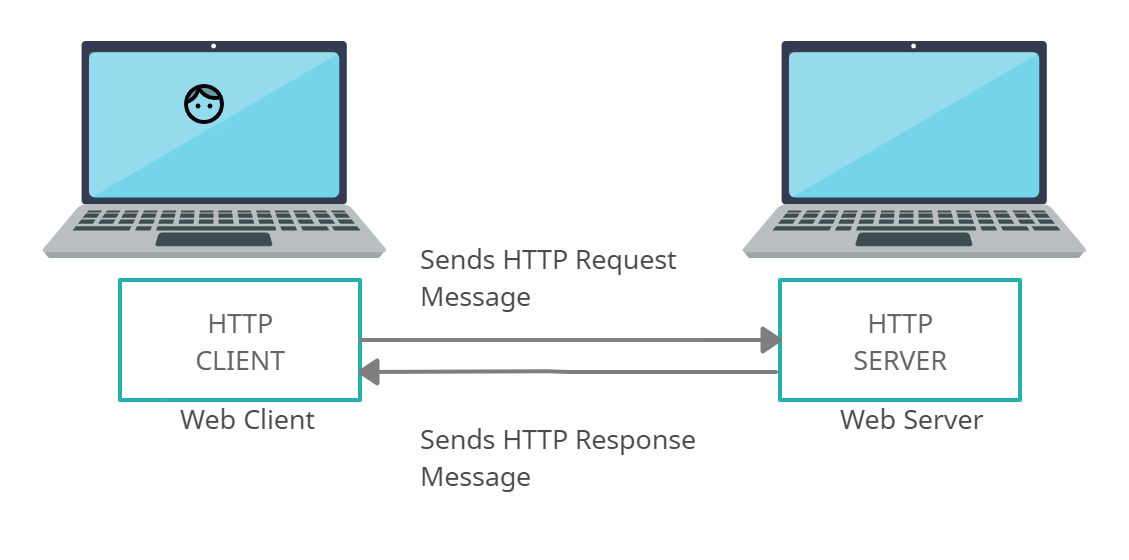 Sends HTTP Request
Message
HTTP
CLIENT
HTTP
SERVER
Web Client
Web Server
Sends HTTP Response
Message